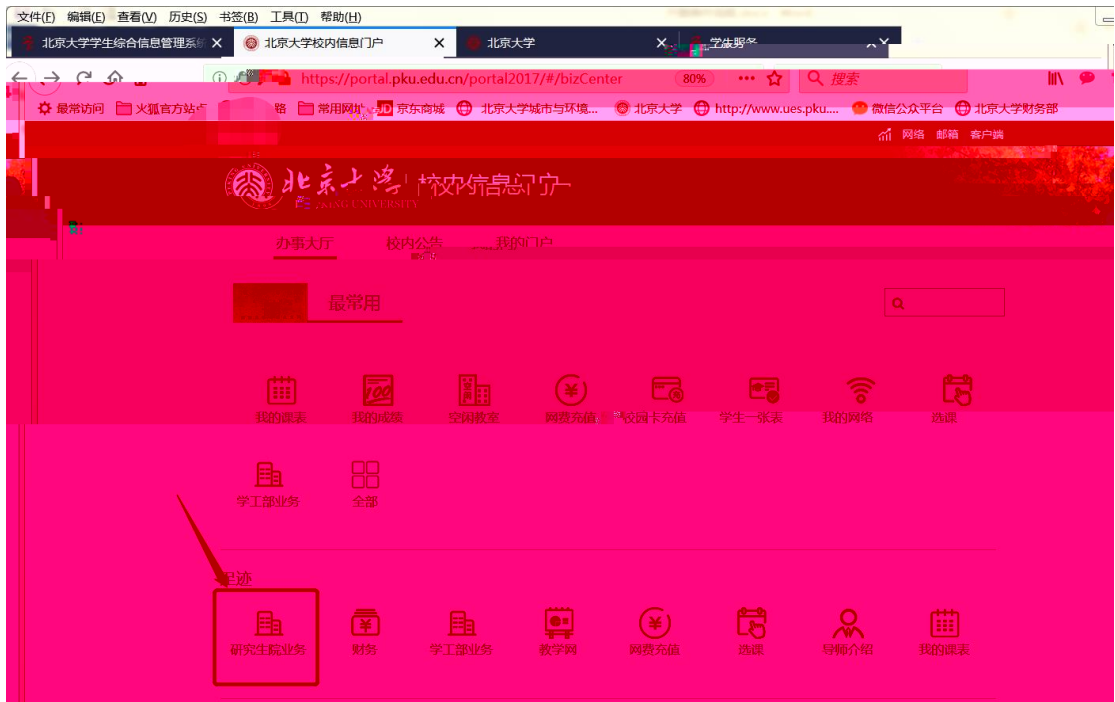 文件(F) 编辑(E) 查看(V) 历史(S) 书签(B) 工具(T) 帮助(H)
北京大学学生综合信息管理系统 北京大学校内信息门户 北京大学 学生服务
https://portal.pku.edu.cn/portal2017/#/bizCenter 80% 搜索
最常访问 火狐官方站点 常用网址 JD 京东商城 北京大学城市与环境... 北京大学 http://www.ues.pku.... 微信公众平台 北京大学财务部
网络 邮箱 客户端
北京大学 校内信息门户
PEKING UNIVERSITY
办事大厅 校内公告 我的门户
最常用
我的课表 我的成绩 空闲教室 网费充值 校园卡充值 学生一张表 我的网络 选课
学工部业务 全部
足迹
研究生院业务 财务 学工部业务 教学网 网费充值 选课 导师介绍 我的课表